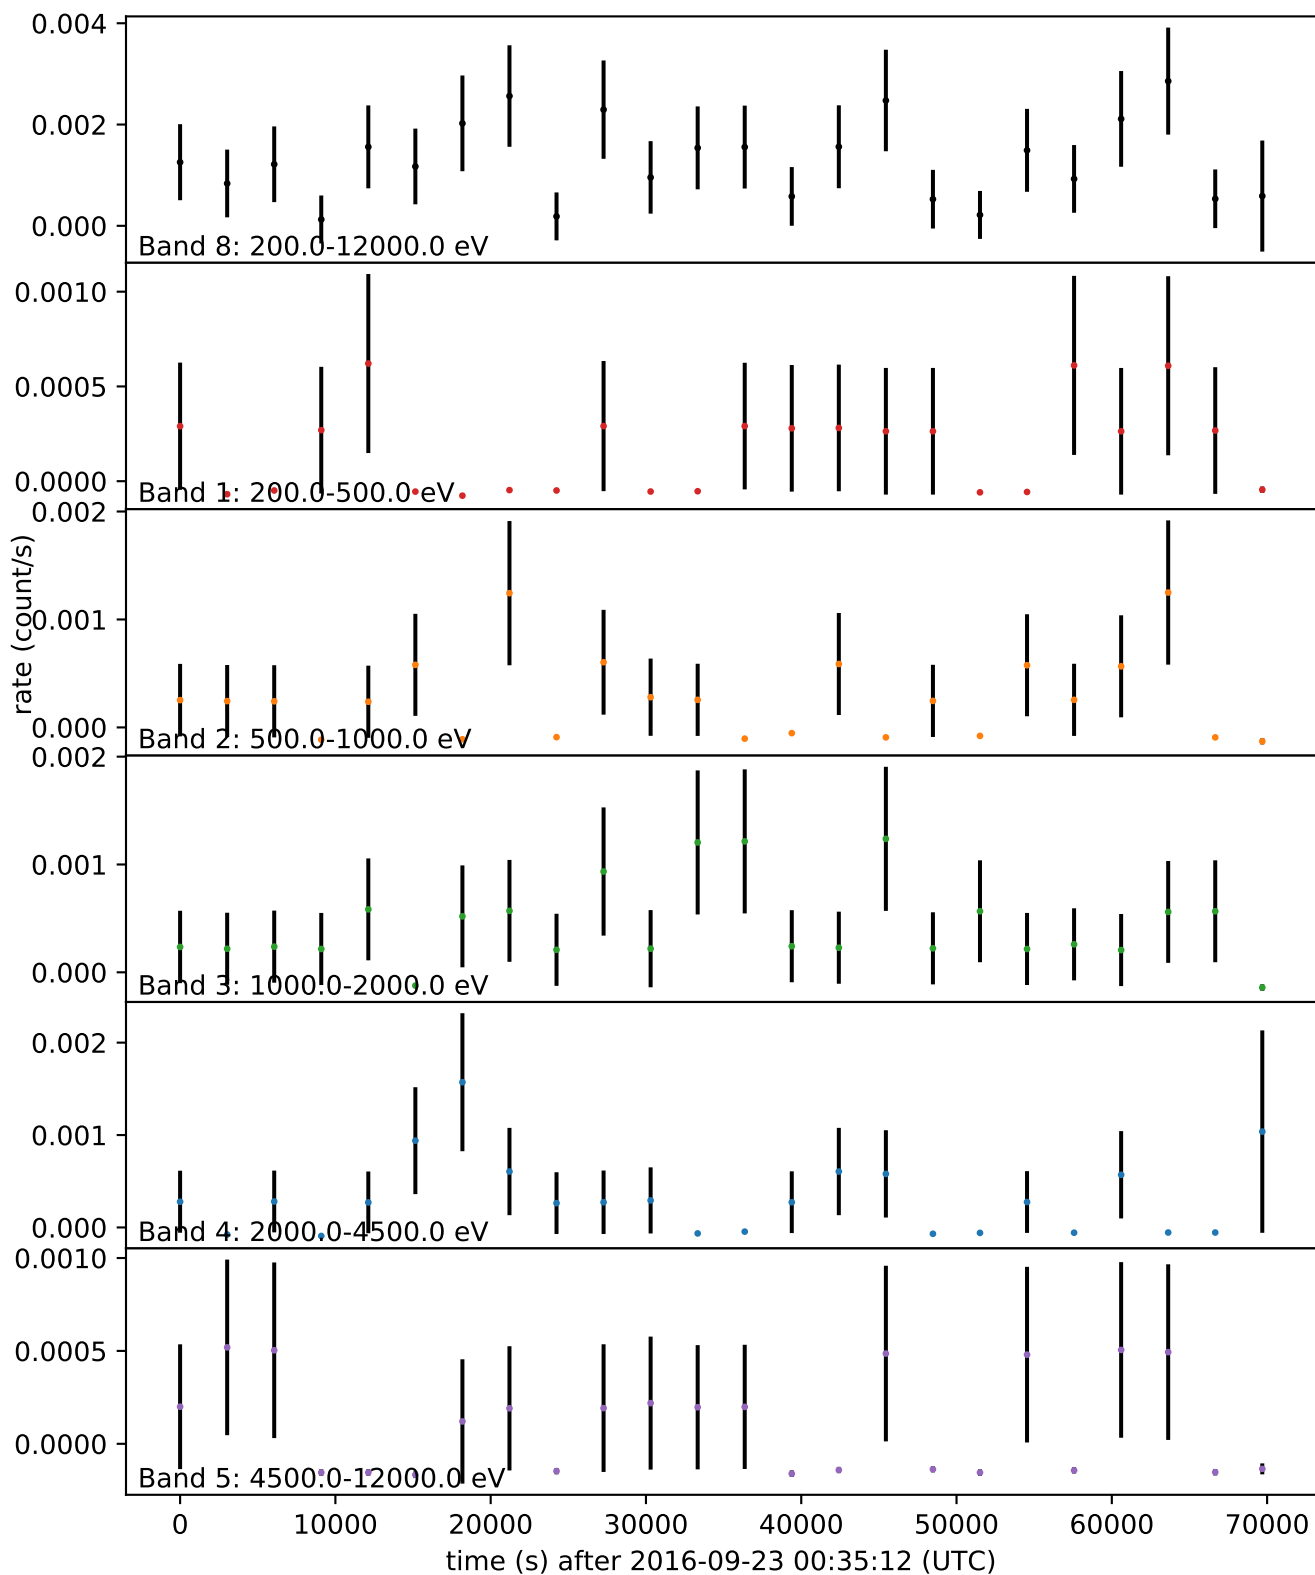 0.004
0.002
0.000
Band 8: 200.0-12000.0 eV
0.0010
0.0005
0.0000
Band 1: 200.0-500.0 eV
rate (count/s)
0.002
0.001
0.000
Band 2: 500.0-1000.0 eV
0.002
0.001
0.000
Band 3: 1000.0-2000.0 eV
0.002
0.001
0.000
Band 4: 2000.0-4500.0 eV
0.0010
0.0005
0.0000
Band 5: 4500.0-12000.0 eV
0 10000 20000 30000 40000 50000 60000 70000
time (s) after 2016-09-23 00:35:12 (UTC)